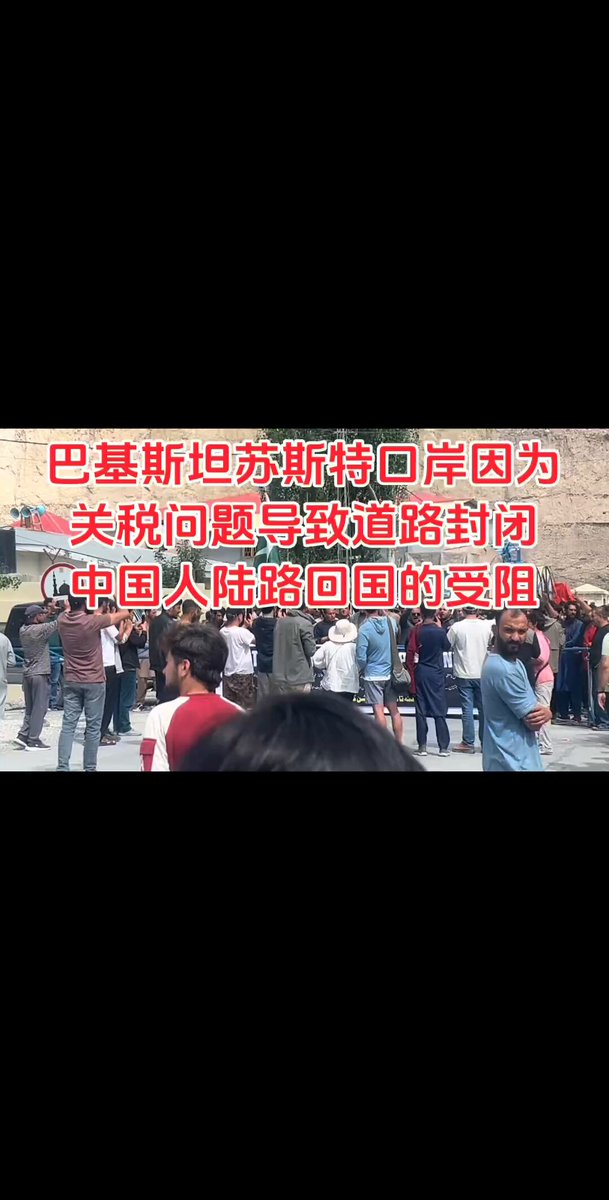 巴基斯坦苏斯特口岸因为
关税问题导致道路封闭
中国人陆路回国的受阻